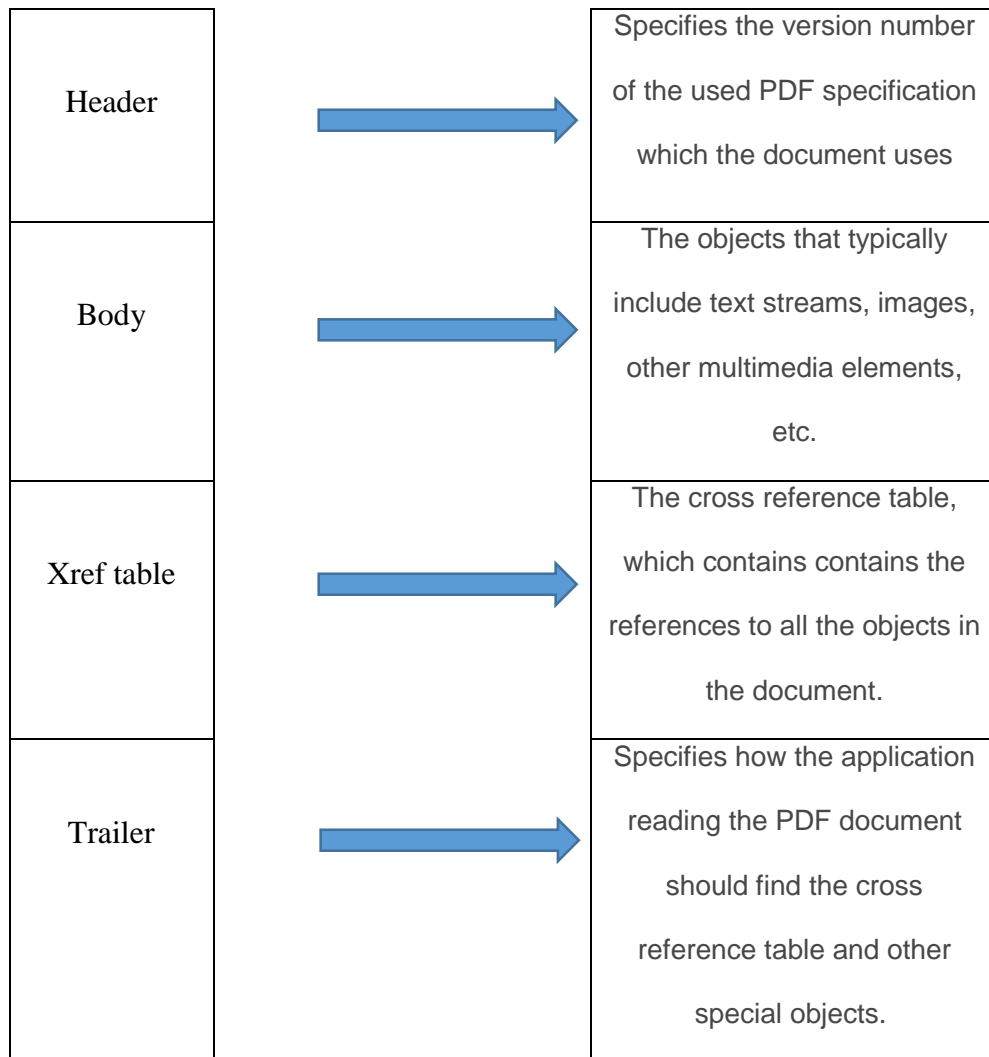 Header
Specifies the version number
of the used PDF specification
which the document uses
Body
The objects that typically
include text streams, images,
other multimedia elements,
etc.
Xref table
The cross reference table,
which contains contains the
references to all the objects in
the document.
Trailer
Specifies how the application
reading the PDF document
should find the cross
reference table and other
special objects.